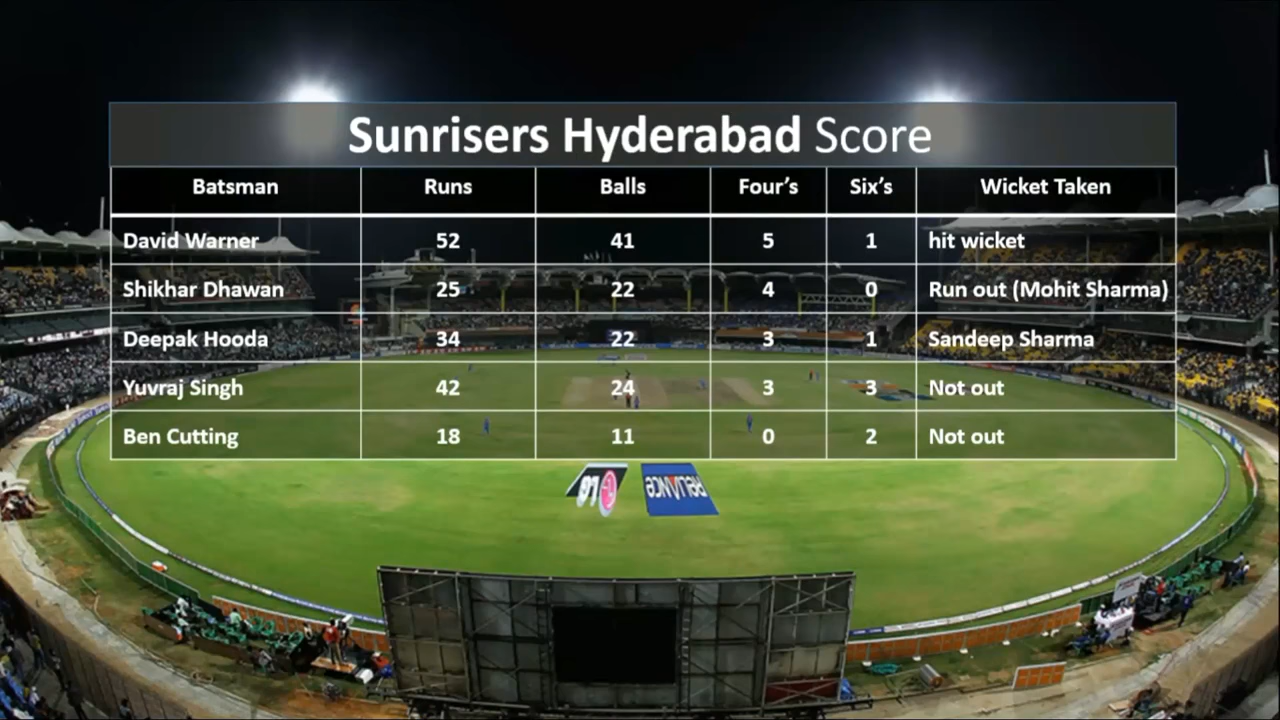 Sunrisers Hyderabad Score
Batsman Runs Balls Four's Six's Wicket Taken
David Warner 52 41 5 1 hit wicket
Shikhar Dhawan 25 22 4 0 Run out (Mohit Sharma)
Deepak Hooda 34 22 3 1 Sandeep Sharma
Yuvraj Singh 42 24 3 3 Not out
Ben Cutting 18 11 0 2 Not out
LG RELIANCE